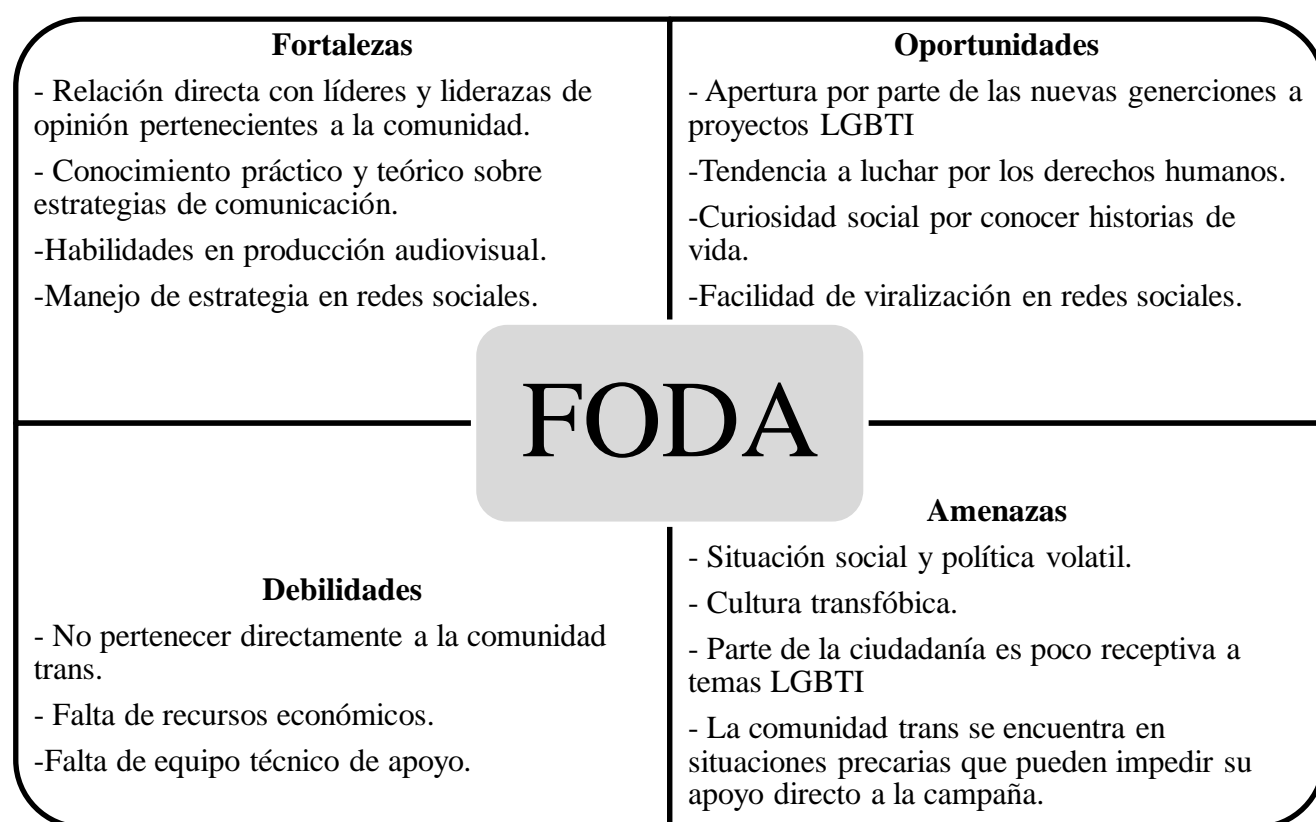 Fortalezas
- Relación directa con líderes y liderazas de
opinión pertenecientes a la comunidad.
- Conocimiento práctico y teórico sobre
estrategias de comunicación.
-Habilidades en producción audiovisual.
-Manejo de estrategia en redes sociales.
Oportunidades
- Apertura por parte de las nuevas generciones a
proyectos LGBTI
-Tendencia a luchar por los derechos humanos.
-Curiosidad social por conocer historias de
vida.
-Facilidad de viralización en redes sociales.
FODA
Debilidades
- No pertenecer directamente a la comunidad
trans.
- Falta de recursos económicos.
-Falta de equipo técnico de apoyo.
Amenazas
- Situación social y política volatil.
- Cultura transfóbica.
- Parte de la ciudadanía es poco receptiva a
temas LGBTI
- La comunidad trans se encuentra en
situaciones precarias que pueden impedir su
apoyo directo a la campaña.